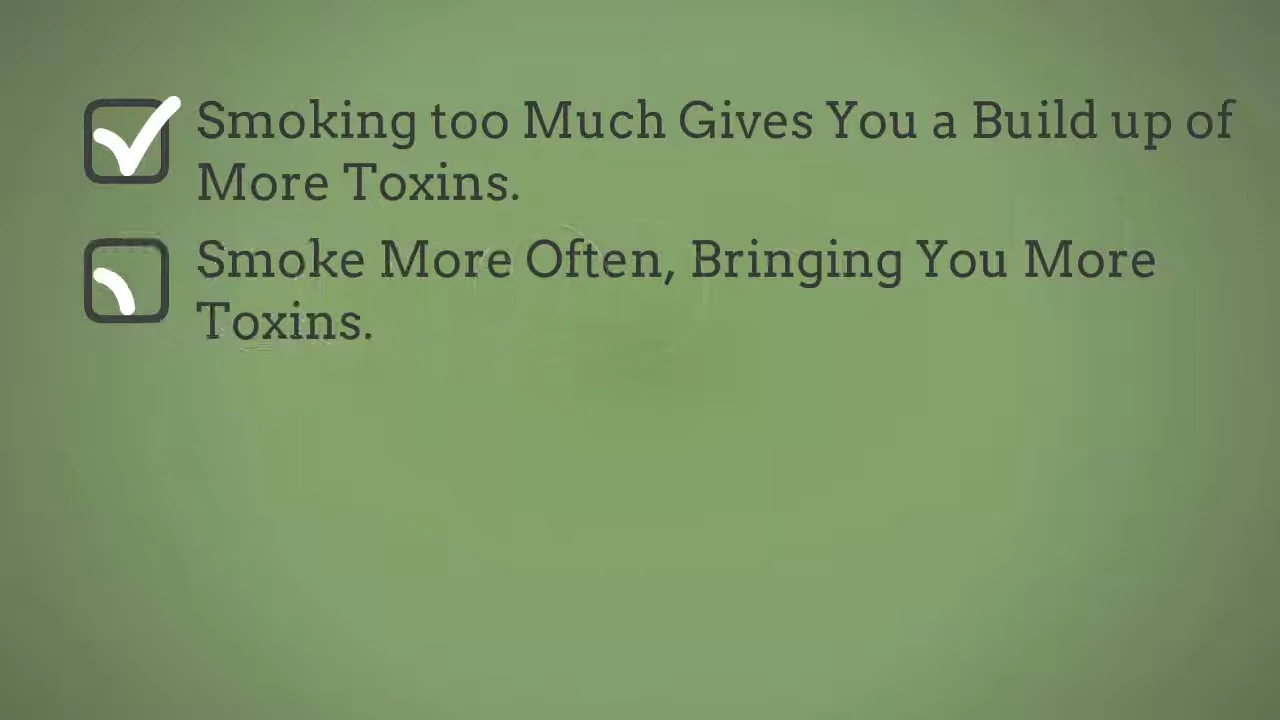 Smoking too Much Gives You a Build up of
More Toxins.
Smoke More Often, Bringing You More
Toxins.